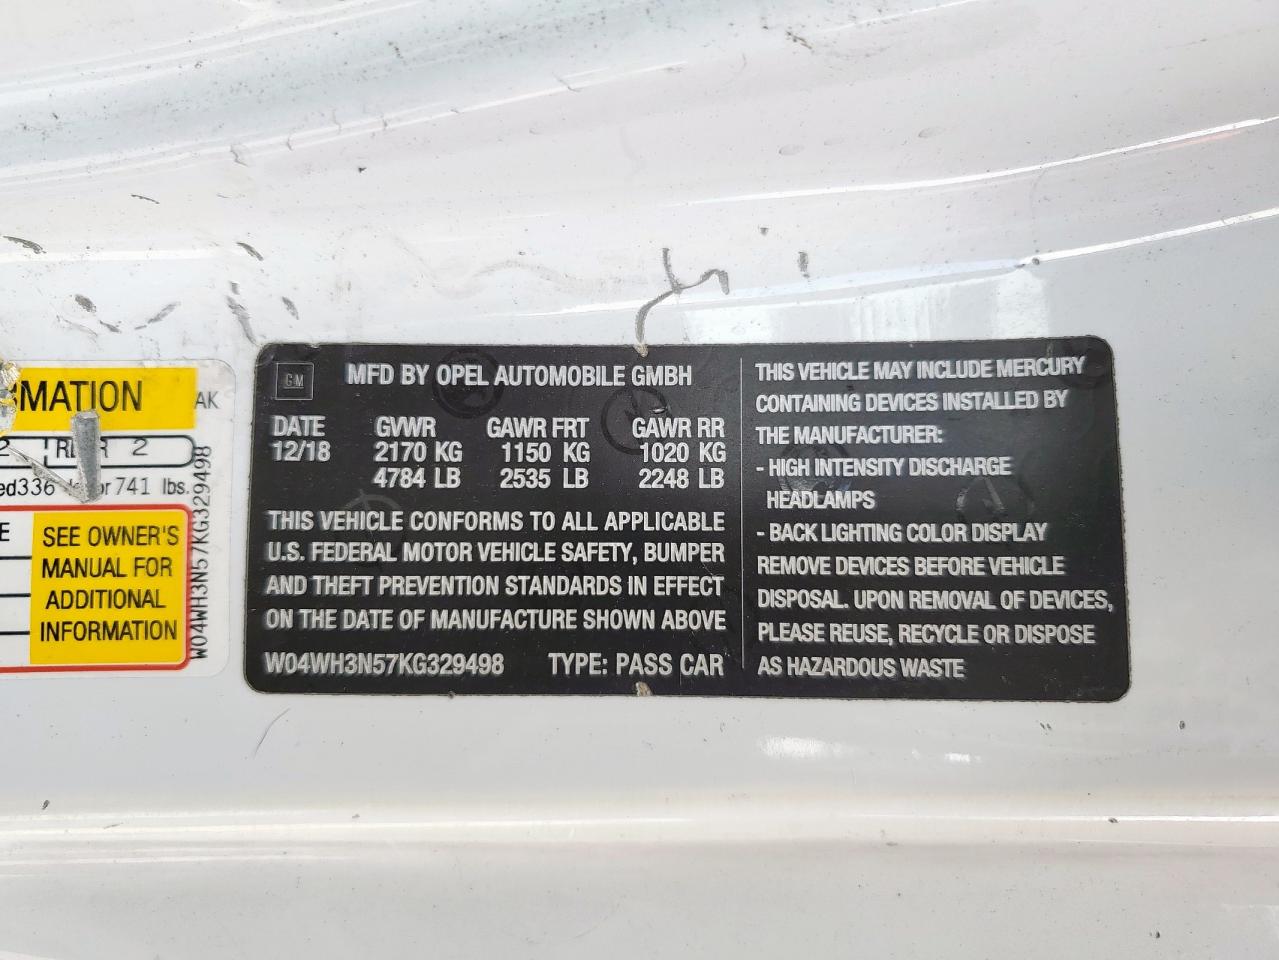 MATION
AK
2 R 2
ed336 or 741 lbs.
E
SEE OWNER'S
MANUAL FOR
ADDITIONAL
INFORMATION
W04WH3N57KG329498
GM
MFD BY OPEL AUTOMOBILE GMBH
DATE GVWR GAWR FRT GAWR RR
12/18 2170 KG 1150 KG 1020 KG
4784 LB 2535 LB 2248 LB
THIS VEHICLE CONFORMS TO ALL APPLICABLE
U.S. FEDERAL MOTOR VEHICLE SAFETY, BUMPER
AND THEFT PREVENTION STANDARDS IN EFFECT
ON THE DATE OF MANUFACTURE SHOWN ABOVE
W04WH3N57KG329498 TYPE: PASS CAR
THIS VEHICLE MAY INCLUDE MERCURY
CONTAINING DEVICES INSTALLED BY
THE MANUFACTURER:
- HIGH INTENSITY DISCHARGE
HEADLAMPS
- BACK LIGHTING COLOR DISPLAY
REMOVE DEVICES BEFORE VEHICLE
DISPOSAL. UPON REMOVAL OF DEVICES,
PLEASE REUSE, RECYCLE OR DISPOSE
AS HAZARDOUS WASTE